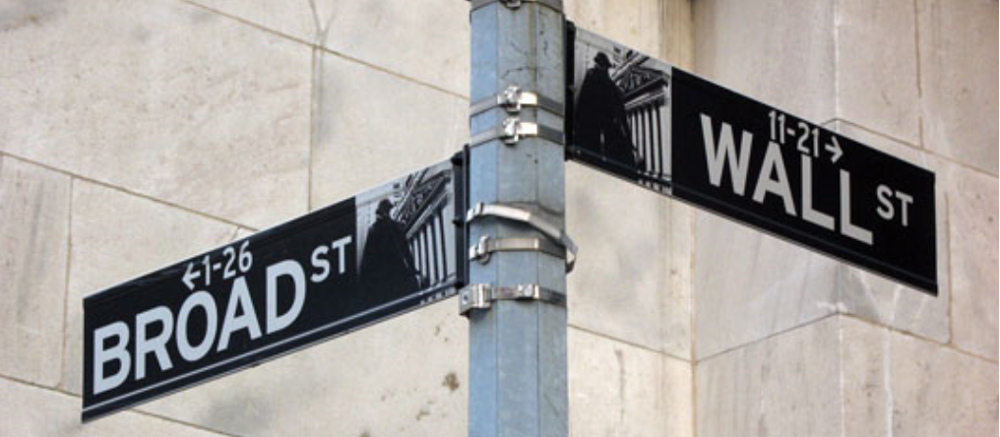 ←1-26
BROAD ST
11-21→
WALL ST